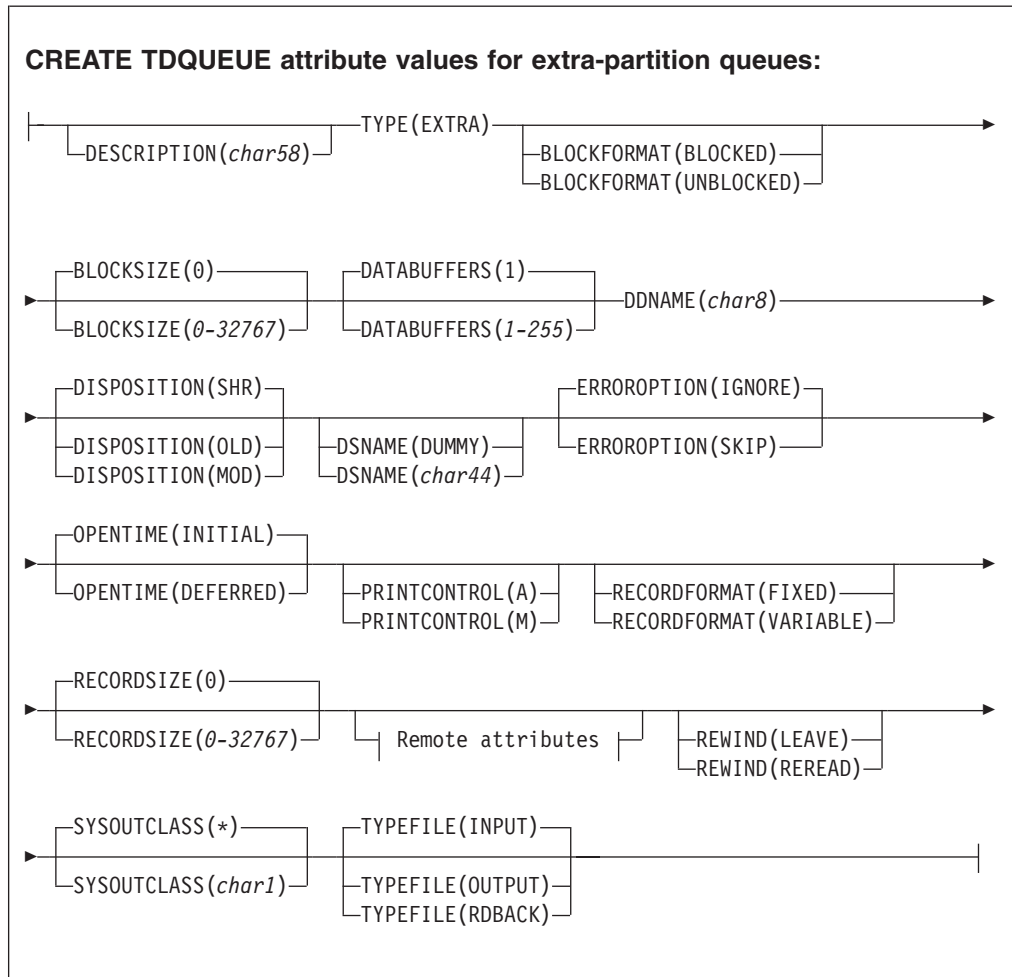 CREATE TDQUEUE attribute values for extra-partition queues:
TYPE(EXTRA)
DESCRIPTION(char58)
BLOCKFORMAT(BLOCKED)
BLOCKFORMAT(UNBLOCKED)
BLOCKSIZE(0)
BLOCKSIZE(0-32767)
DATABUFFERS(1)
DATABUFFERS(1-255)
DDNAME(char8)
DISPOSITION(SHR)
DISPOSITION(OLD)
DISPOSITION(MOD)
DSNAME(DUMMY)
DSNAME(char44)
ERROROPTION(IGNORE)
ERROROPTION(SKIP)
OPENTIME(INITIAL)
OPENTIME(DEFERRED)
PRINTCONTROL(A)
PRINTCONTROL(M)
RECORDFORMAT(FIXED)
RECORDFORMAT(VARIABLE)
RECORDSIZE(0)
RECORDSIZE(0-32767)
Remote attributes
REWIND(LEAVE)
REWIND(REREAD)
SYSOUTCLASS(*)
SYSOUTCLASS(char1)
TYPEFILE(INPUT)
TYPEFILE(OUTPUT)
TYPEFILE(RDBACK)